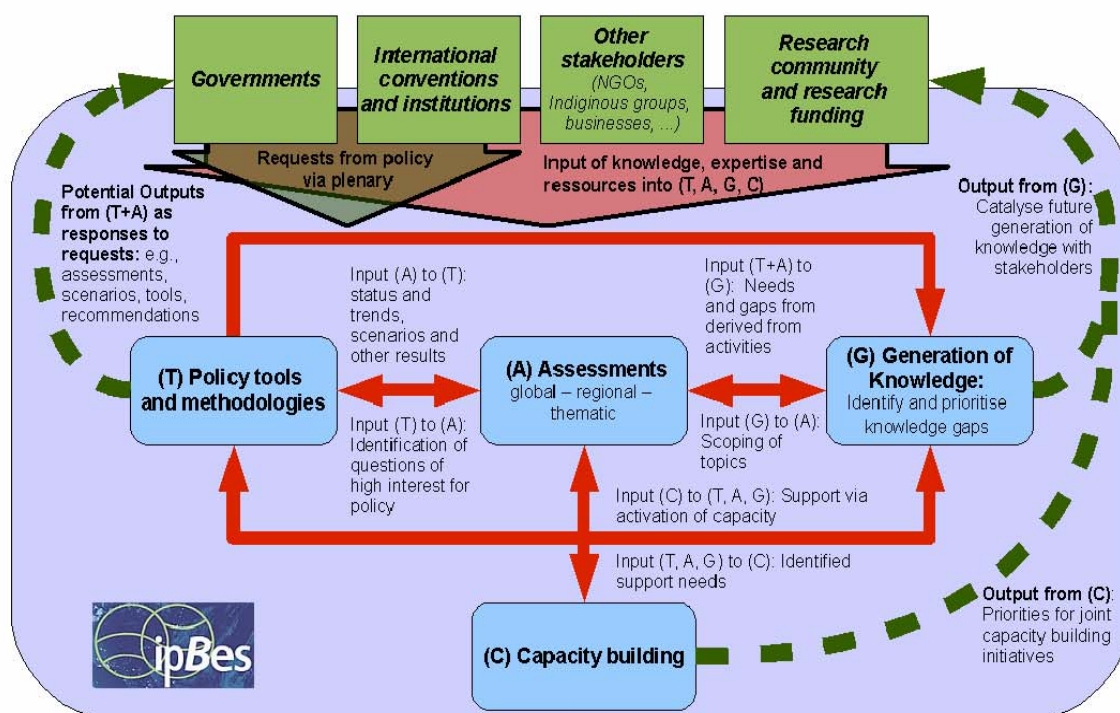 Governments
International
conventions
and institutions
Other
stakeholders
(NGOs,
Indiginous groups,
businesses, ...)
Research
community
and research
funding
Requests from policy
via plenary
Input of knowledge, expertise and
ressources into (T, A, G, C)
Potential Outputs
from (T+A) as
responses to
requests: e.g.,
assessments,
scenarios, tools,
recommendations
Input (A) to (T):
status and
trends,
scenarios and
other results
Input (T+A) to
(G): Needs
and gaps from
derived from
activities
Output from (G):
Catalyse future
generation of
knowledge with
stakeholders
(T) Policy tools
and methodologies
(A) Assessments
global – regional –
thematic
(G) Generation of
Knowledge:
Identify and prioritise
knowledge gaps
Input (T) to (A):
Identification of
questions of
high interest for
policy
Input (G) to (A):
Scoping of
topics
Input (C) to (T, A, G): Support via
activation of capacity
Input (T, A, G) to (C): Identified
support needs
(C) Capacity building
Output from (C):
Priorities for joint
capacity building
initiatives
ipBes